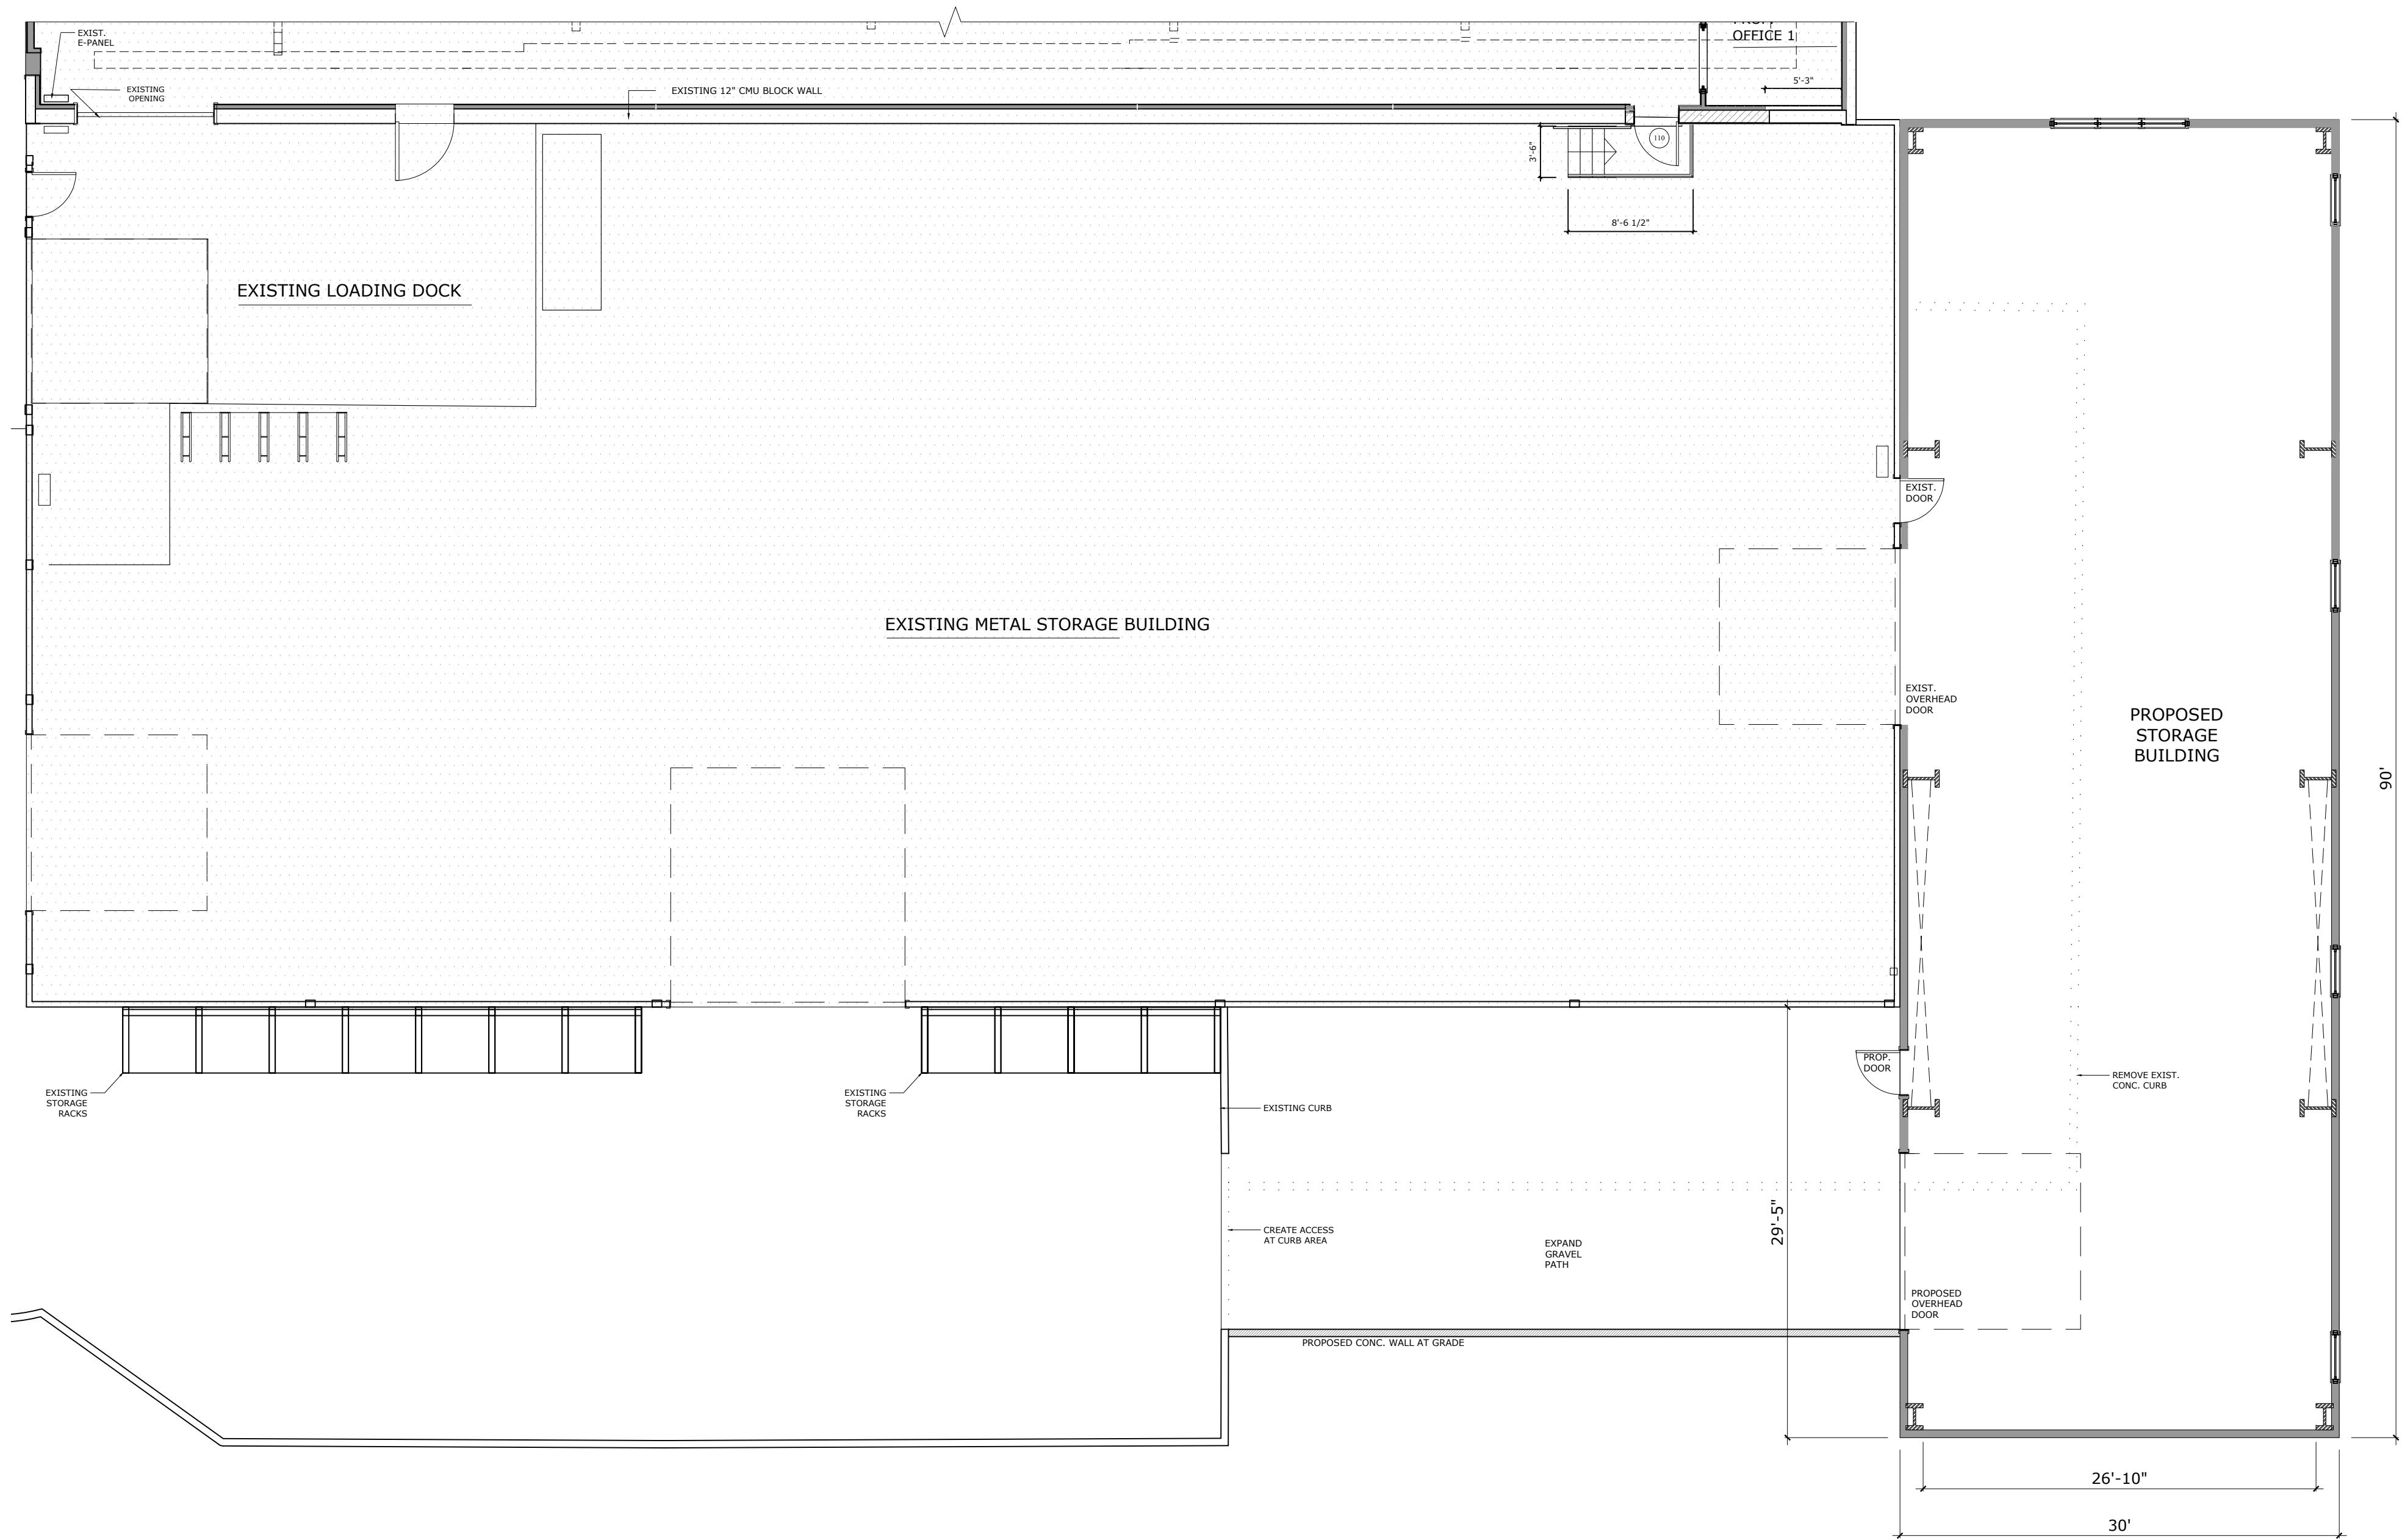 EXIST.
E-PANEL
OFFICE 1
5'-3"
EXISTING
OPENING
EXISTING 12" CMU BLOCK WALL
110
3'-6"
8'-6 1/2"
EXISTING LOADING DOCK
EXIST.
DOOR
EXISTING METAL STORAGE BUILDING
EXIST.
OVERHEAD
DOOR
PROPOSED
STORAGE
BUILDING
90'
PROP.
DOOR
REMOVE EXIST.
CONC. CURB
EXISTING
STORAGE
RACKS
EXISTING
STORAGE
RACKS
EXISTING CURB
CREATE ACCESS
AT CURB AREA
EXPAND
GRAVEL
PATH
29'-5"
PROPOSED
OVERHEAD
DOOR
PROPOSED CONC. WALL AT GRADE
26'-10"
30'